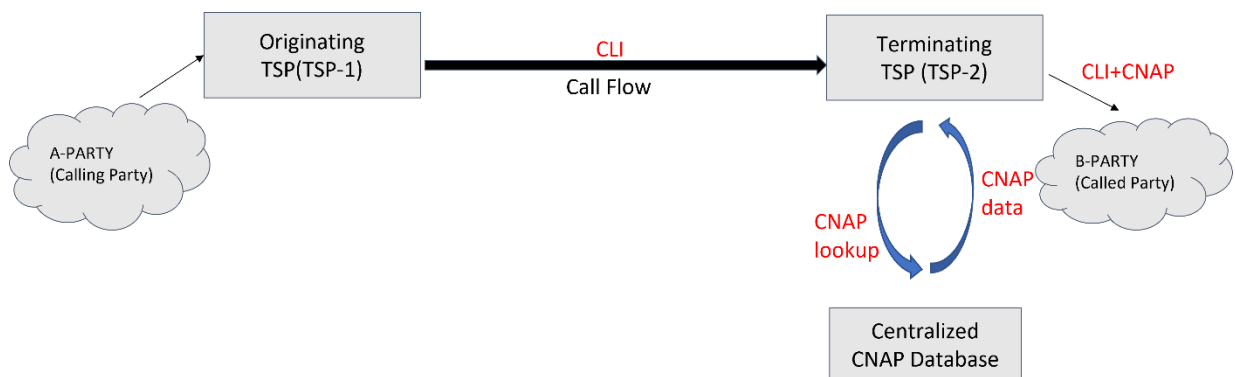 Originating
TSP(TSP-1)
CLI
Call Flow
Terminating
TSP (TSP-2)
CLI+CNAP
A-PARTY
(Calling Party)
B-PARTY
(Called Party)
CNAP
data
CNAP
lookup
Centralized
CNAP Database